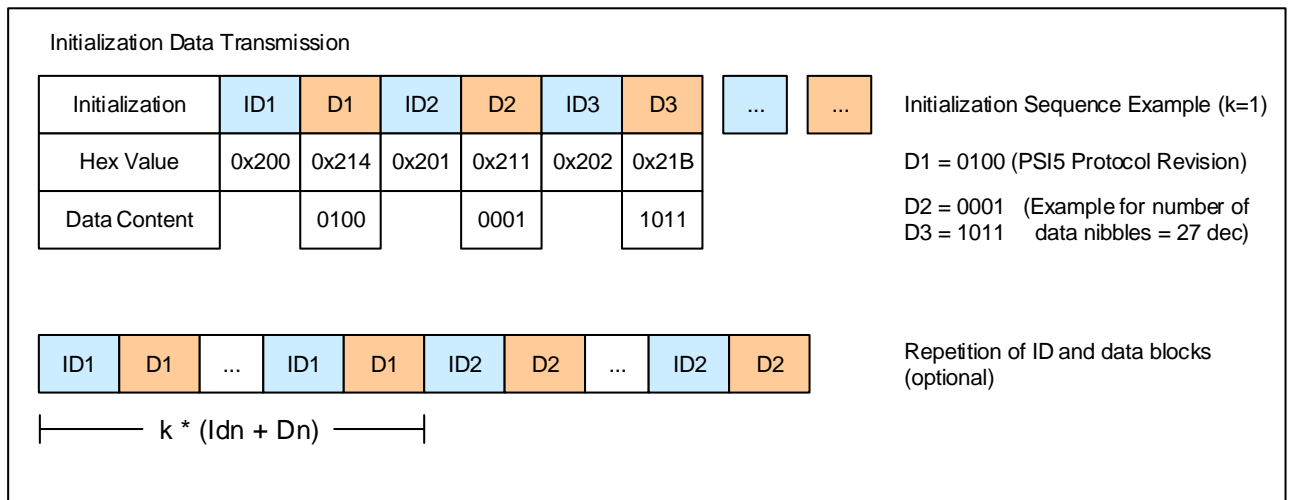 Initialization Data Transmission
Initialization ID1 D1 ID2 D2 ID3 D3 ... ... Initialization Sequence Example (k=1)
Hex Value 0x200 0x214 0x201 0x211 0x202 0x21B D1 = 0100 (PSI5 Protocol Revision)
Data Content 0100 0001 1011
D2 = 0001 (Example for number of
D3 = 1011 data nibbles = 27 dec)
ID1 D1 ... ID1 D1 ID2 D2 ... ID2 D2
Repetition of ID and data blocks
(optional)
k * (Idn + Dn)